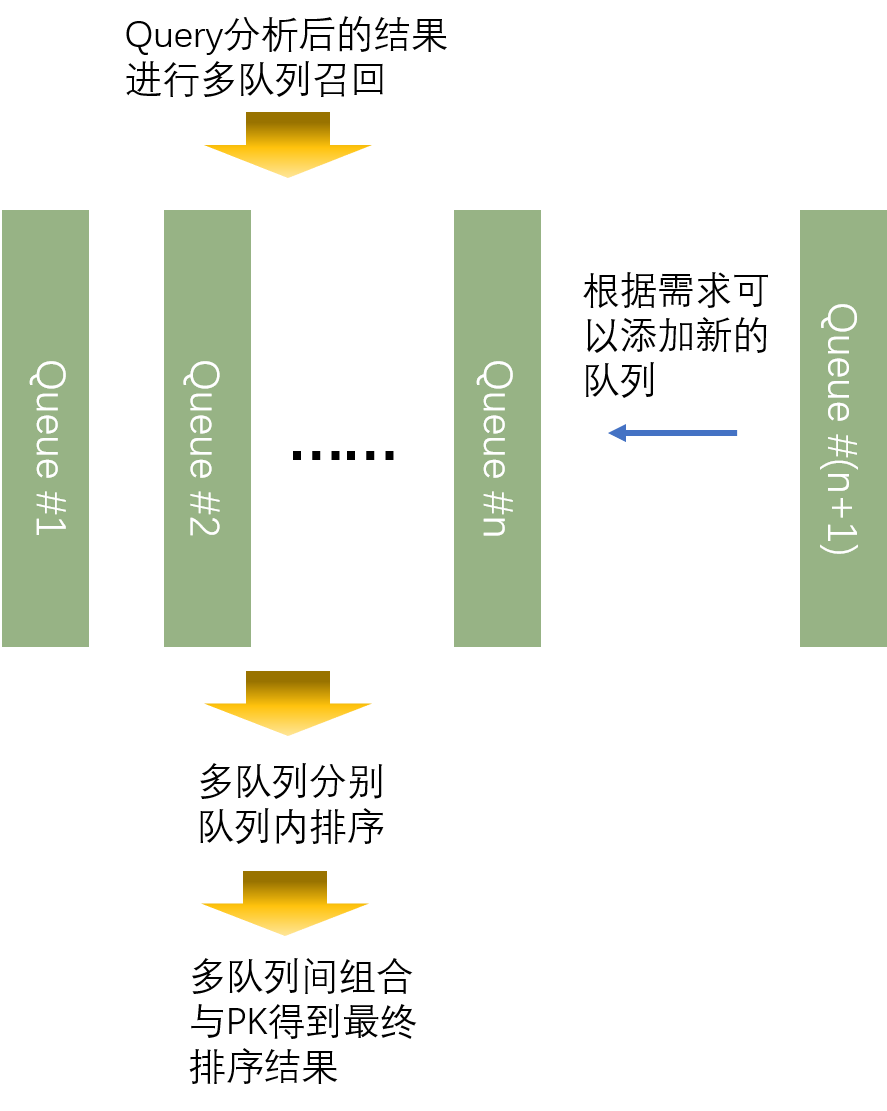 Query分析后的结果
进行多队列召回
Queue #1
Queue #2
……
Queue #n
根据需求可
以添加新的
队列
Queue #(n+1)
多队列分别
队列内排序
多队列间组合
与PK得到最终
排序结果